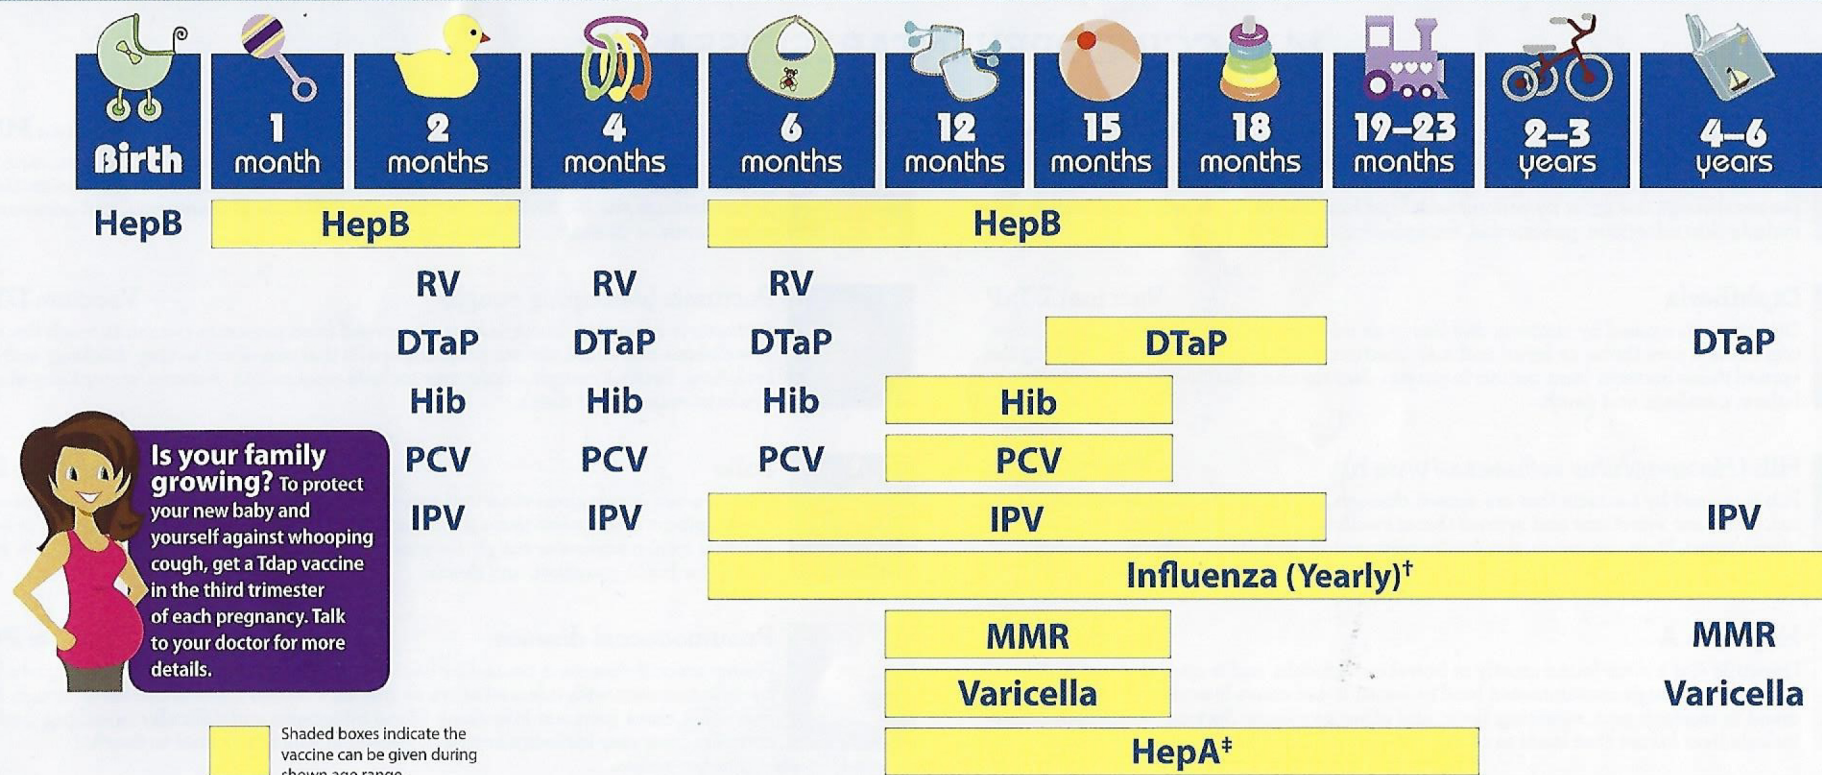 Birth
1 month
2 months
4 months
6 months
12 months
15 months
18 months
19–23 months
2–3 years
4–6 years
HepB HepB HepB
RV RV RV
DTaP DTaP DTaP DTaP DTaP
Hib Hib Hib Hib
PCV PCV PCV PCV
IPV IPV IPV IPV
Influenza (Yearly)†
MMR MMR
Varicella Varicella
HepA‡
Is your family
growing? To protect
your new baby and
yourself against whooping
cough, get a Tdap vaccine
in the third trimester
of each pregnancy. Talk
to your doctor for more
details.
Shaded boxes indicate the
vaccine can be given during
shown age range.